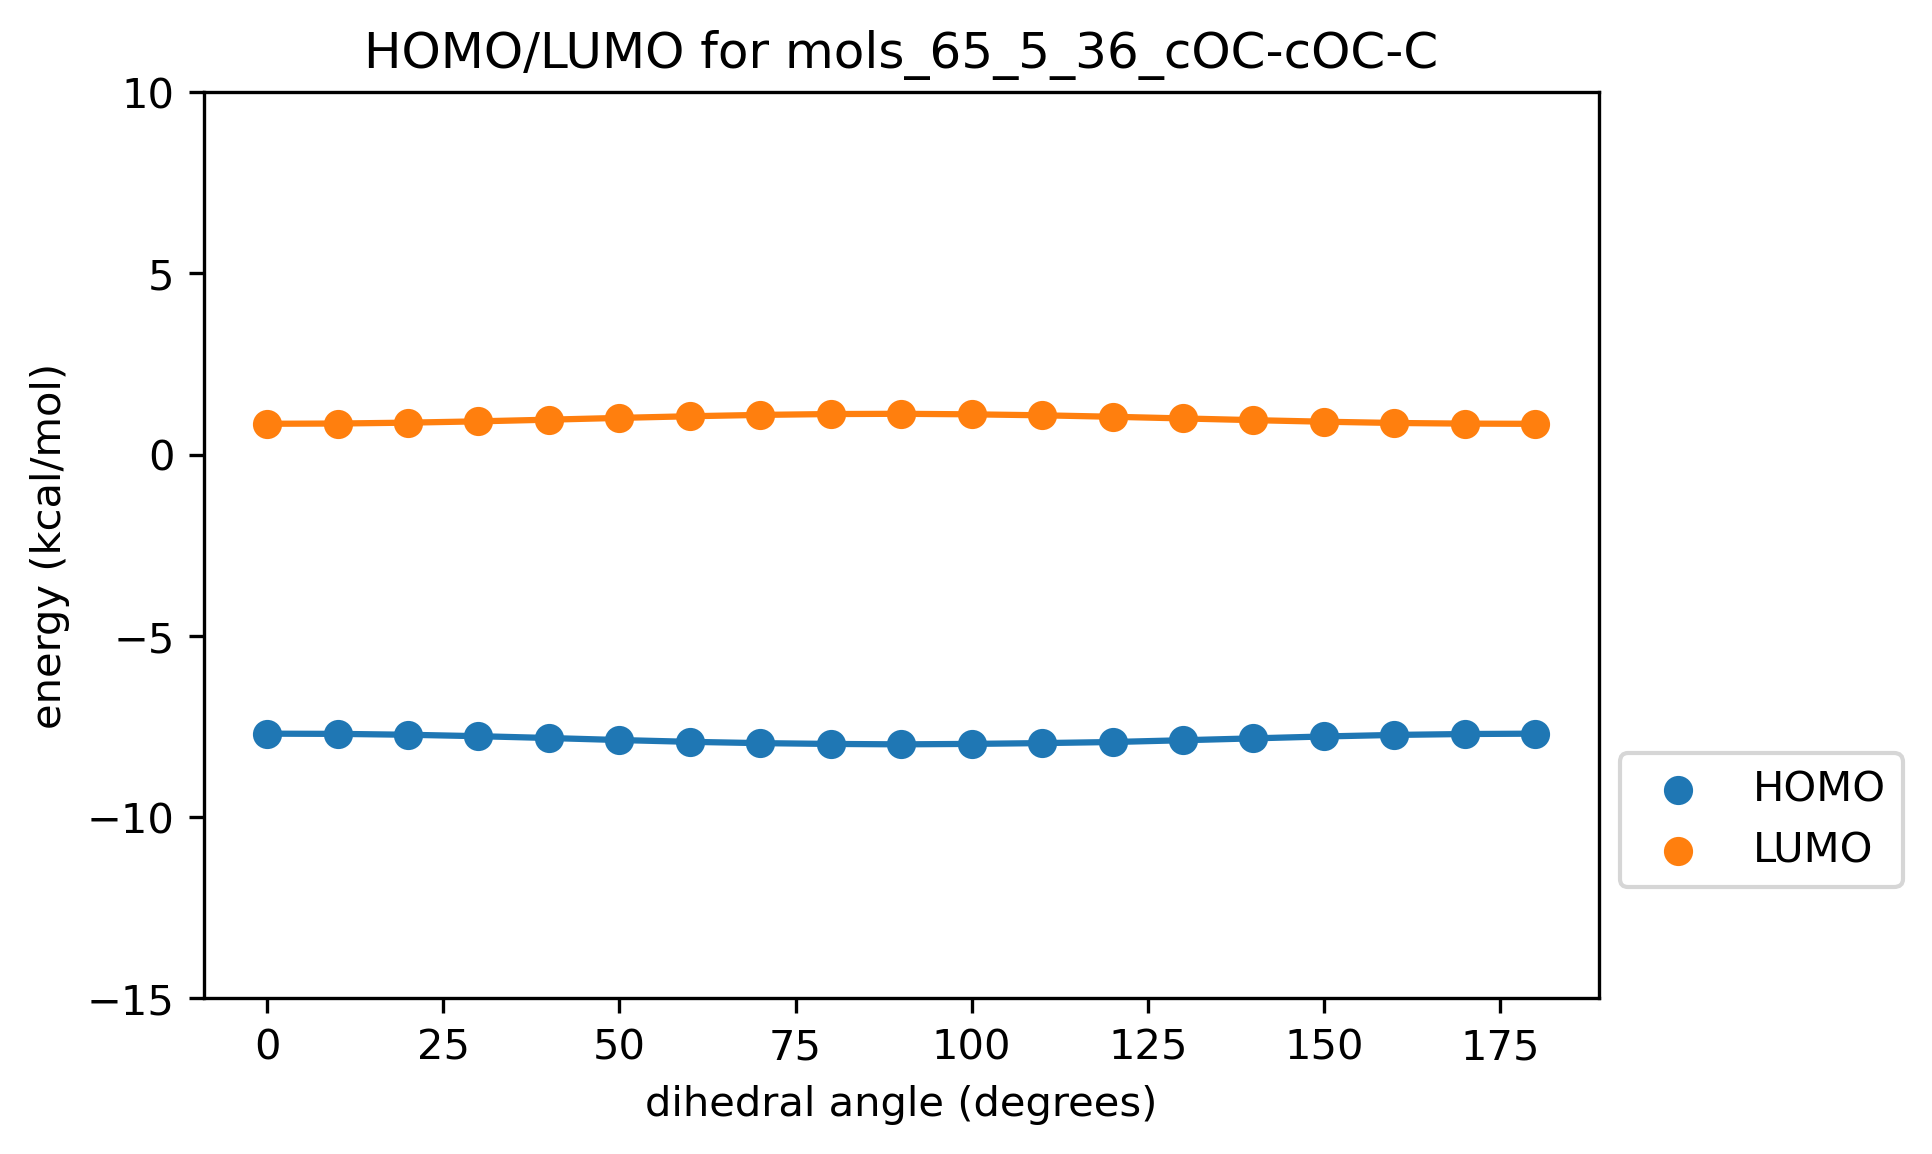 HOMO/LUMO for mols_65_5_36_cOC-cOC-C
10
5
0
−5
−10
−15
energy (kcal/mol)
0 25 50 75 100 125 150 175
dihedral angle (degrees)
HOMO
LUMO